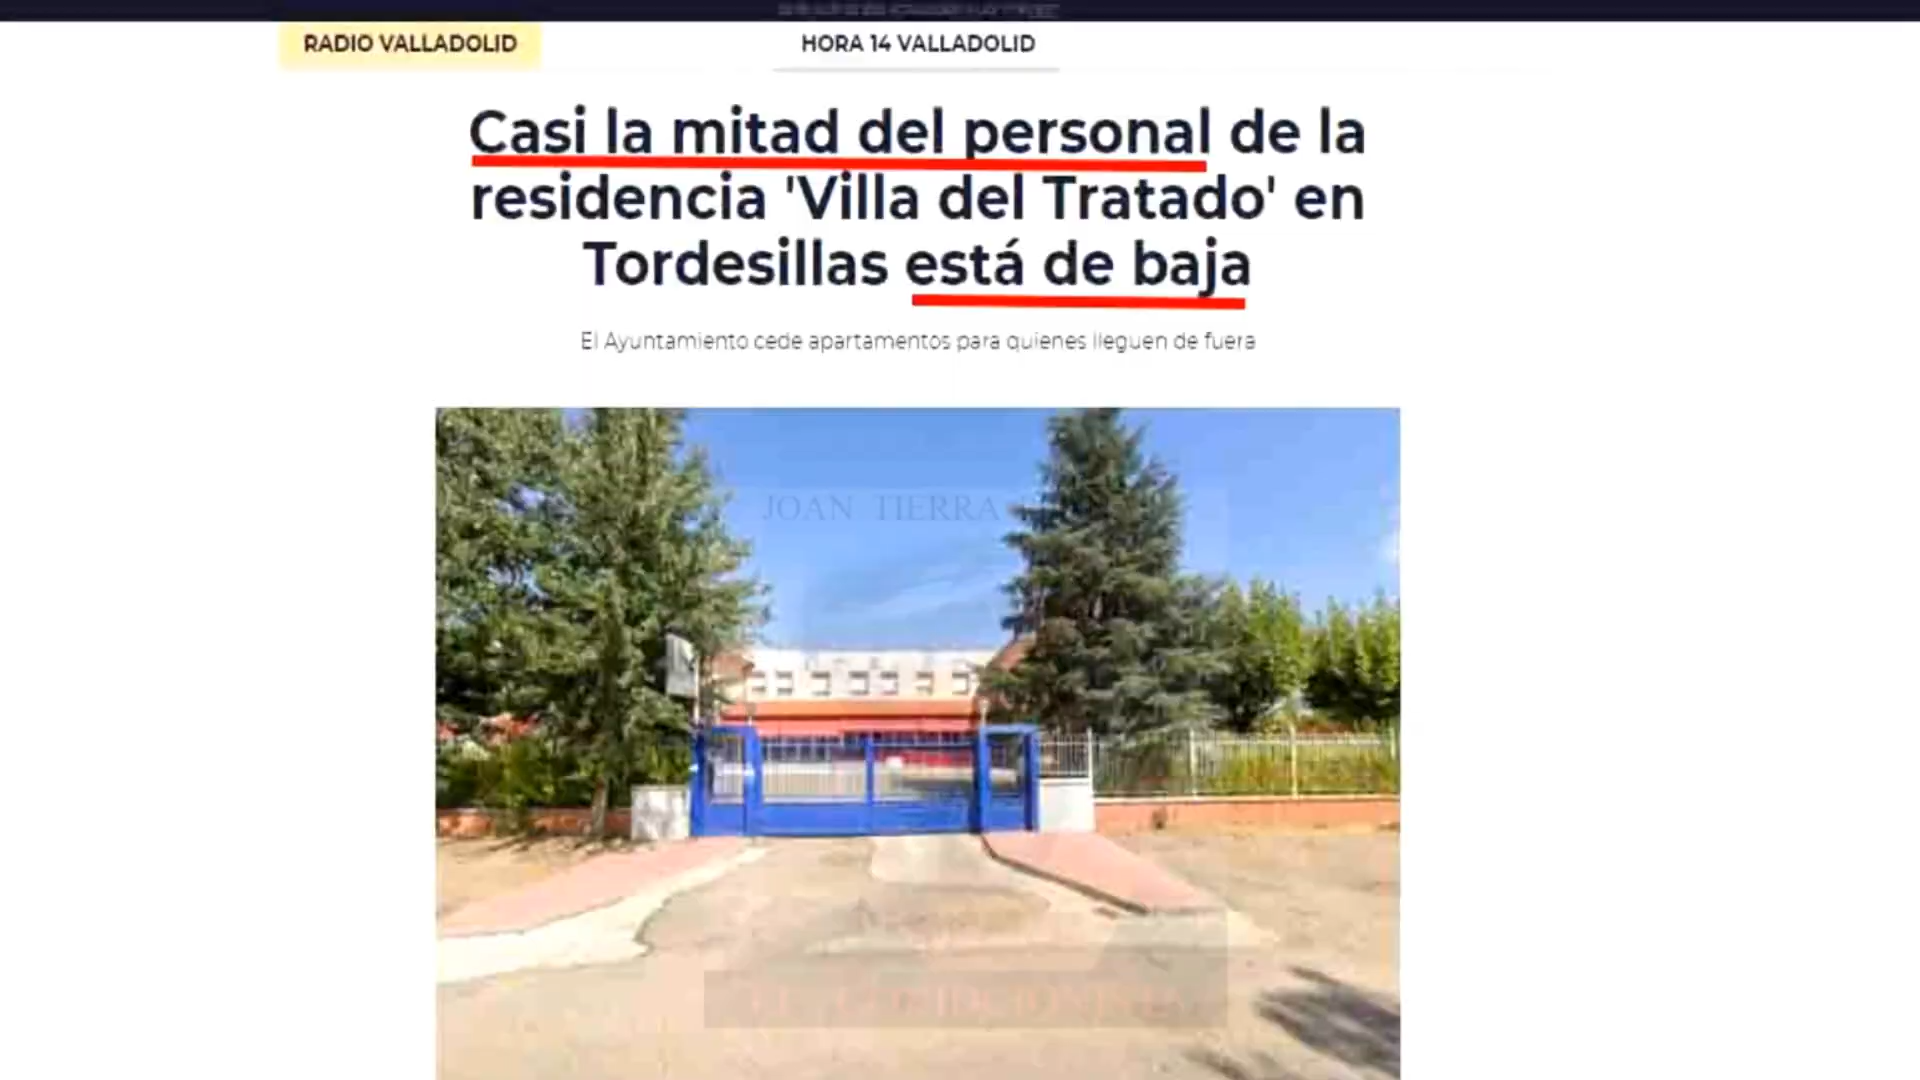 RADIO VALLADOLID
HORA 14 VALLADOLID
Casi la mitad del personal de la
residencia 'Villa del Tratado' en
Tordesillas está de baja
El Ayuntamiento cede apartamentos para quienes lleguen de fuera
JOAN TIERRA